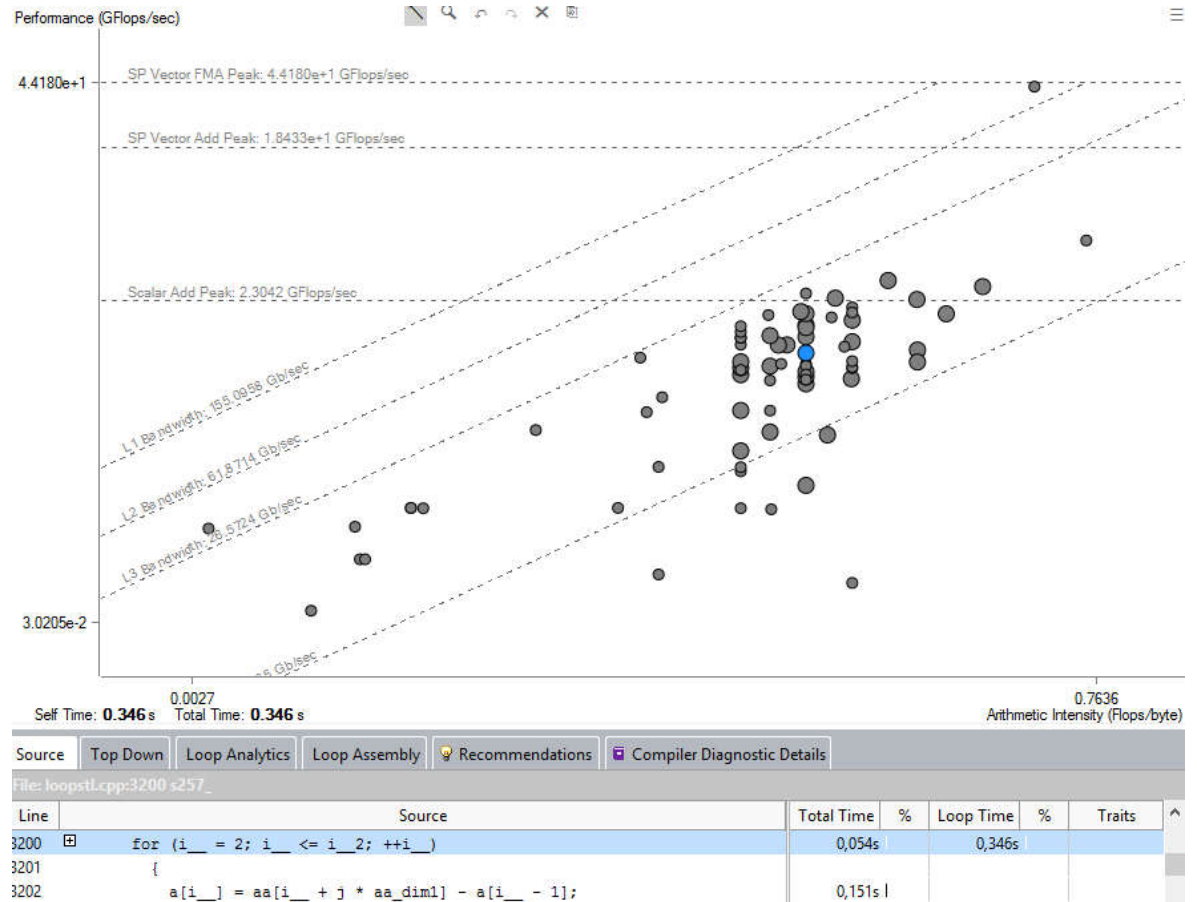 Performance (GFlops/sec)
4.4180e+1
SP Vector FMA Peak: 4.4180e+1 GFlops/sec
SP Vector Add Peak: 1.8433e+1 GFlops/sec
Scalar Add Peak: 2.3042 GFlops/sec
L1 Bandwidth: 155.0958 Gb/sec
L2 Bandwidth: 61.8714 Gb/sec
L3 Bandwidth: 26.5724 Gb/sec
3.0205e-2
Gb/sec
0.0027
0.7636
Self Time: 0.346 s Total Time: 0.346 s
Arithmetic Intensity (Flops/byte)
Source Top Down Loop Analytics Loop Assembly Recommendations Compiler Diagnostic Details
File: loopstl.cpp:3200 s257_
Line Source Total Time % Loop Time % Traits
3200 for (i__ = 2; i__ <= i__2; ++i__) 0,054s 0,346s
3201 {
3202 a[i__] = aa[i__ + j * aa_dim1] - a[i__ - 1]; 0,151s